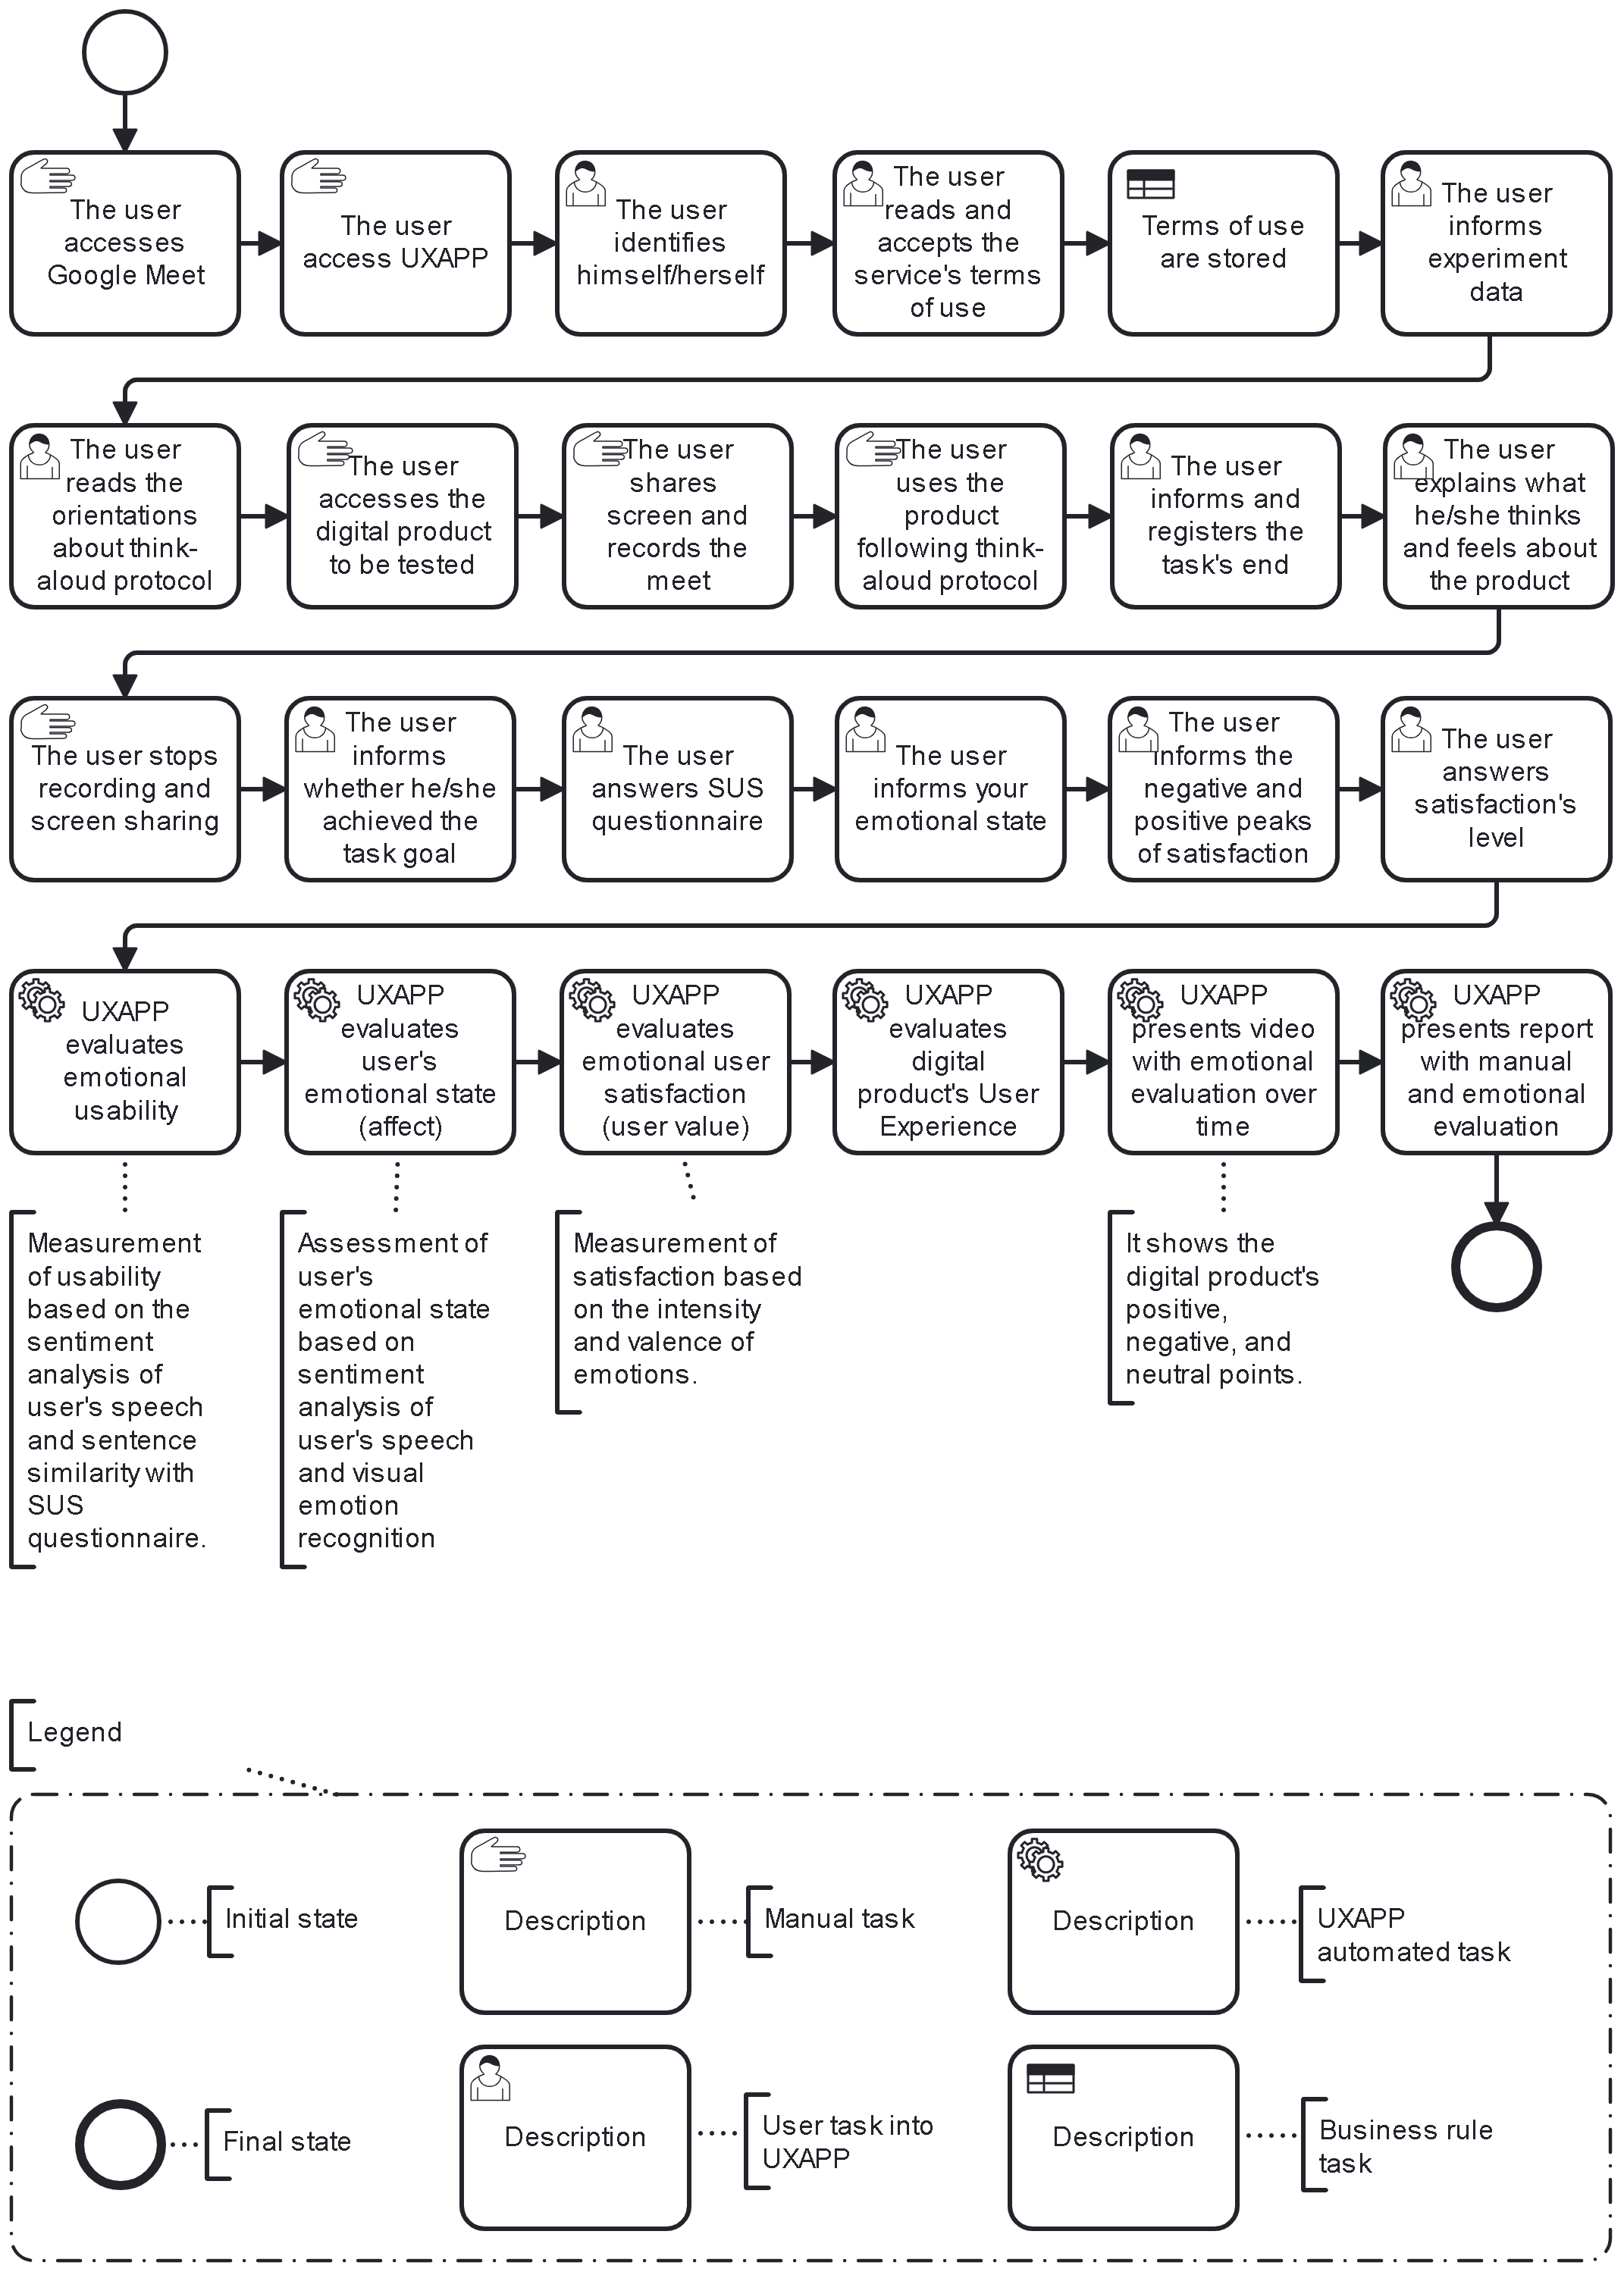 The user
accesses
Google Meet
The user
access UXAPP
The user
identifies
himself/herself
The user
reads and
accepts the
service's terms
of use
Terms of use
are stored
The user
informs
experiment
data
The user
reads the
orientations
about think-
aloud protocol
The user
accesses the
digital product
to be tested
The user
shares
screen and
records the
meet
The user
uses the
product
following think-
aloud protocol
The user
informs and
registers the
task's end
The user
explains what
he/she thinks
and feels about
the product
The user stops
recording and
screen sharing
The user
informs
whether he/she
achieved the
task goal
The user
answers SUS
questionnaire
The user
informs your
emotional state
The user
informs the
negative and
positive peaks
of satisfaction
The user
answers
satisfaction's
level
UXAPP
evaluates
emotional
usability
UXAPP
evaluates
user's
emotional state
(affect)
UXAPP
evaluates
emotional user
satisfaction
(user value)
UXAPP
evaluates
digital
product's User
Experience
UXAPP
presents video
with emotional
evaluation over
time
UXAPP
presents report
with manual
and emotional
evaluation
Measurement
of usability
based on the
sentiment
analysis of
user's speech
and sentence
similarity with
SUS
questionnaire.
Assessment of
user's
emotional state
based on
sentiment
analysis of
user's speech
and visual
emotion
recognition
Measurement of
satisfaction based
on the intensity
and valence of
emotions.
It shows the
digital product's
positive,
negative, and
neutral points.
Legend
Initial state
Description
Manual task
Description
UXAPP
automated task
Final state
Description
User task into
UXAPP
Description
Business rule
task